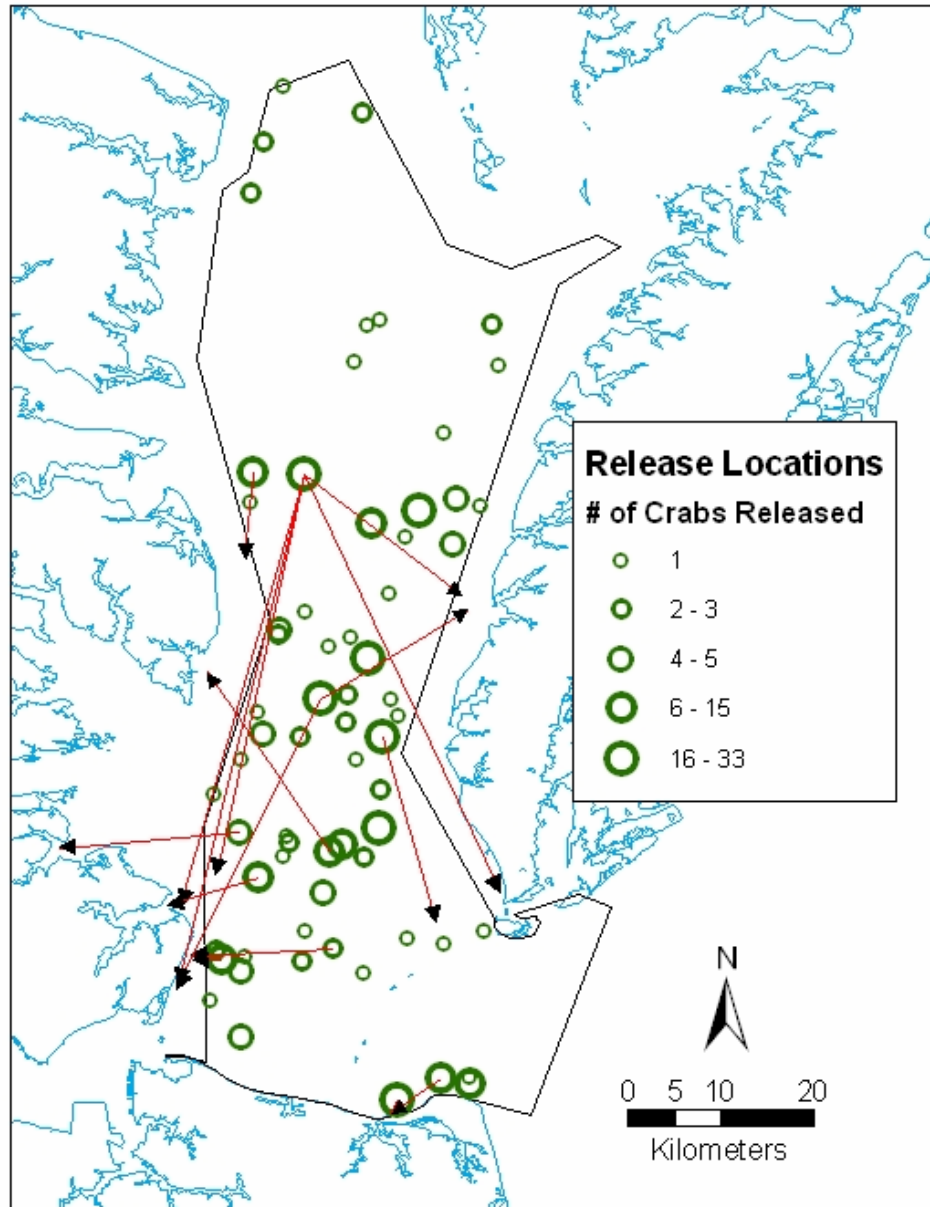 Release Locations
# of Crabs Released
1
2 - 3
4 - 5
6 - 15
16 - 33
N
0 5 10 20
Kilometers